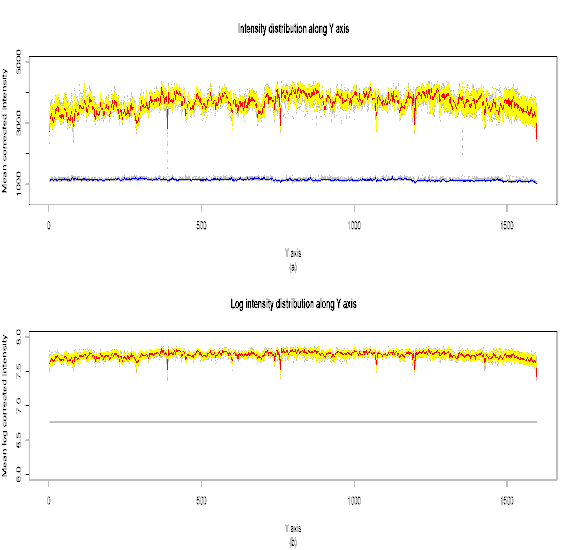 Intensity distribution along Y axis
Mean corrected intensity
5000
3000
1000
0 500 1000 1500
Y axis
(a)
Log intensity distribution along Y axis
Mean log corrected intensity
8.0
7.5
7.0
6.5
6.0
0 500 1000 1500
Y axis
(b)